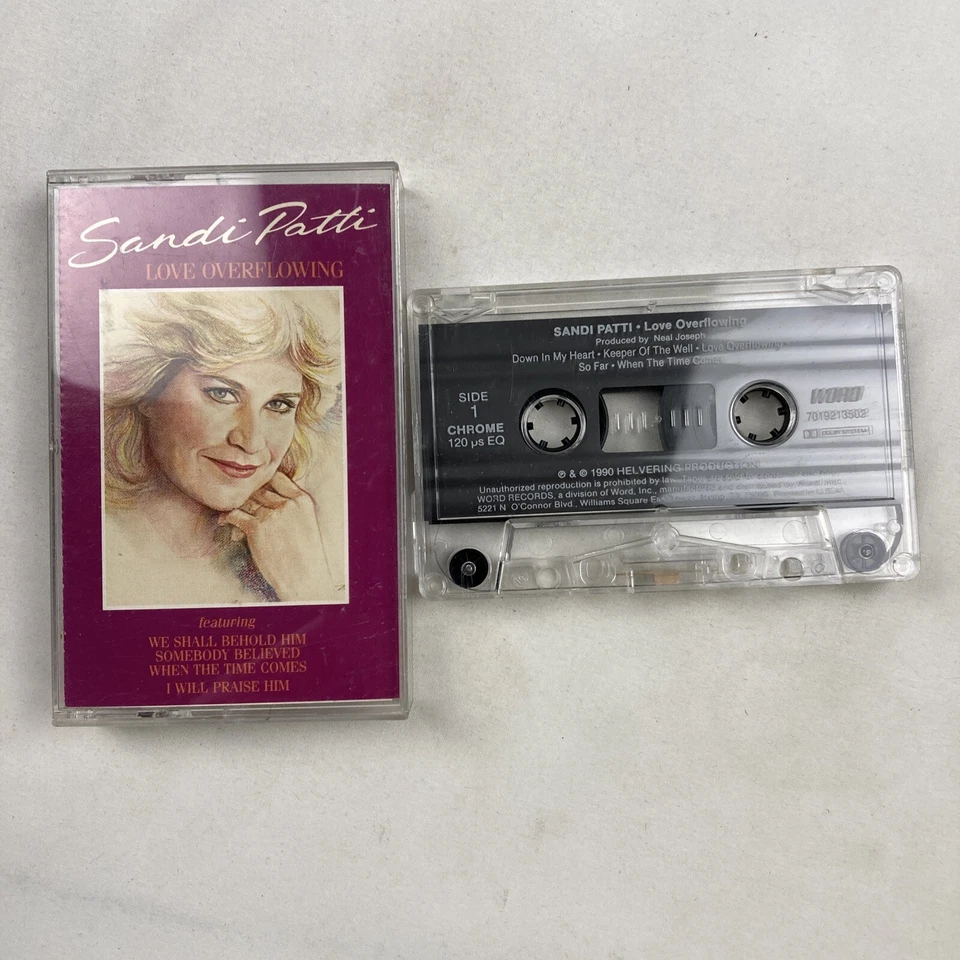 Sandi Patti
LOVE OVERFLOWING
featuring
WE SHALL BEHOLD HIM
SOMEBODY BELIEVED
WHEN THE TIME COMES
I WILL PRAISE HIM
SANDI PATTI • Love Overflowing
Produced by Neal Joseph
Down In My Heart • Keeper Of The Well • Love Overflowing
So Far • When The Time Comes
SIDE
1
CHROME
120 µs EQ
WORD
7019213502
DOLBY SYSTEM
℗ & © 1990 HELVERING PRODUCTIONS
Unauthorized reproduction is prohibited by law
WORD RECORDS, a division of Word, Inc.,
5221 N. O'Connor Blvd., Williams Square